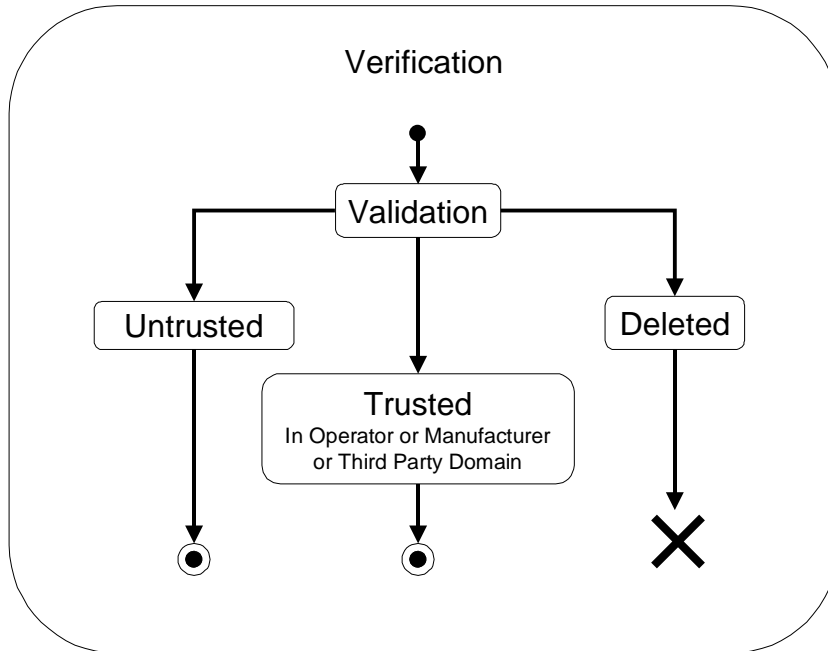 Verification
Validation
Untrusted
Deleted
Trusted
In Operator or Manufacturer
or Third Party Domain